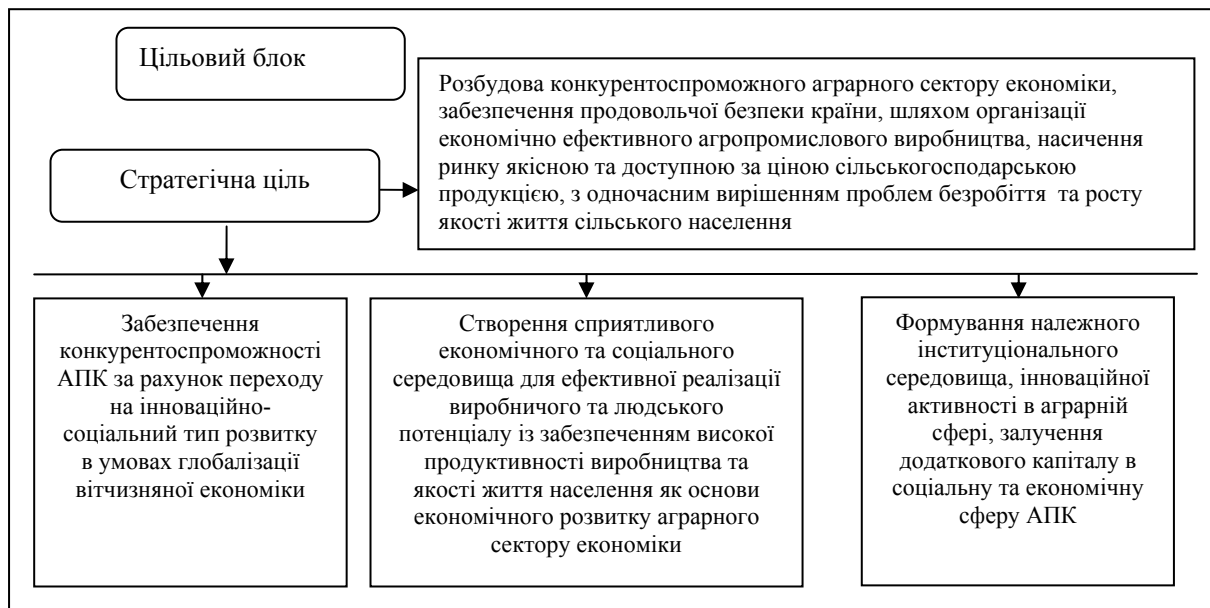 Цільовий блок
Розбудова конкурентоспроможного аграрного сектору економіки,
забезпечення продовольчої безпеки країни, шляхом організації
економічно ефективного агропромислового виробництва, насичення
ринку якісною та доступною за ціною сільськогосподарською
продукцією, з одночасним вирішенням проблем безробіття та росту
якості життя сільського населення
Стратегічна ціль
Забезпечення
конкурентоспроможності
АПК за рахунок переходу
на інноваційно-
соціальний тип розвитку
в умовах глобалізації
вітчизняної економіки
Створення сприятливого
економічного та соціального
середовища для ефективної реалізації
виробничого та людського
потенціалу із забезпеченням високої
продуктивності виробництва та
якості життя населення як основи
економічного розвитку аграрного
сектору економіки
Формування належного
інституціонального
середовища, інноваційної
активності в аграрній
сфері, залучення
додаткового капіталу в
соціальну та економічну
сферу АПК